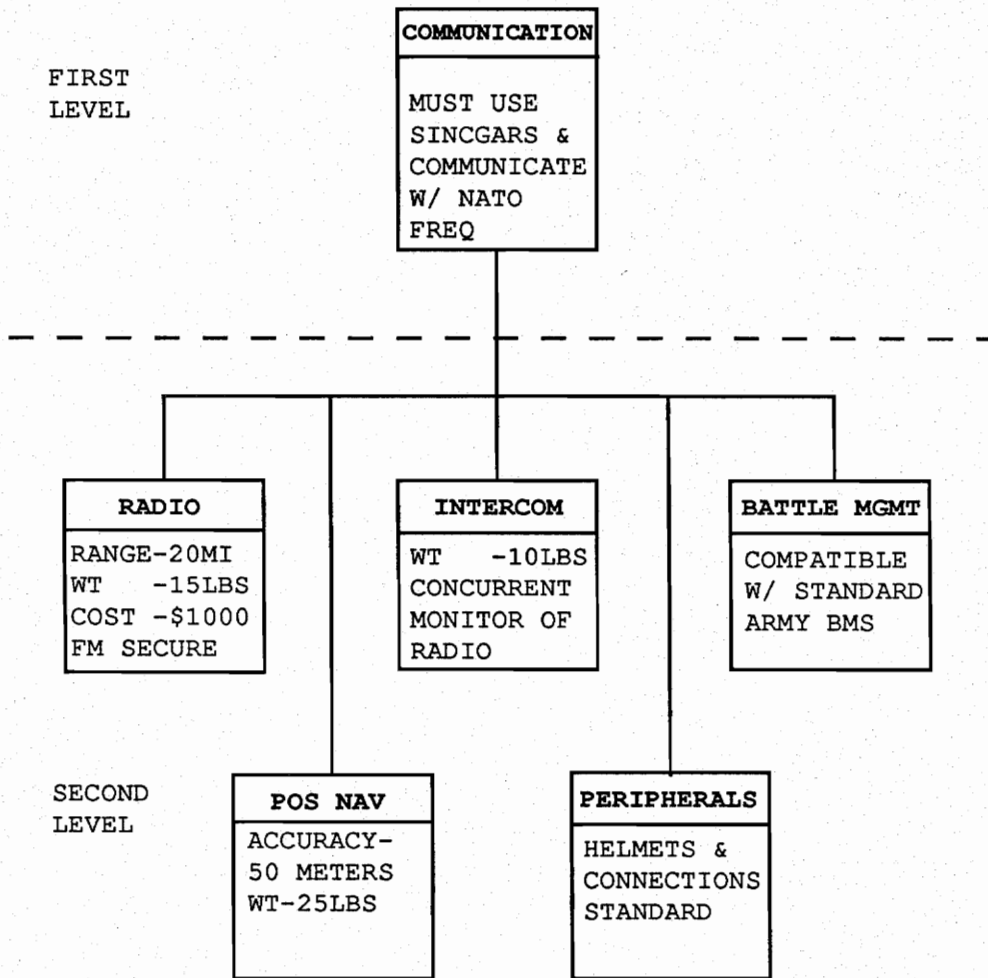 COMMUNICATION
FIRST
LEVEL
MUST USE
SINCGARS &
COMMUNICATE
W/ NATO
FREQ
RADIO
RANGE-20MI
WT -15LBS
COST -$1000
FM SECURE
INTERCOM
WT -10LBS
CONCURRENT
MONITOR OF
RADIO
BATTLE MGMT
COMPATIBLE
W/ STANDARD
ARMY BMS
SECOND
LEVEL
POS NAV
ACCURACY-
50 METERS
WT-25LBS
PERIPHERALS
HELMETS &
CONNECTIONS
STANDARD